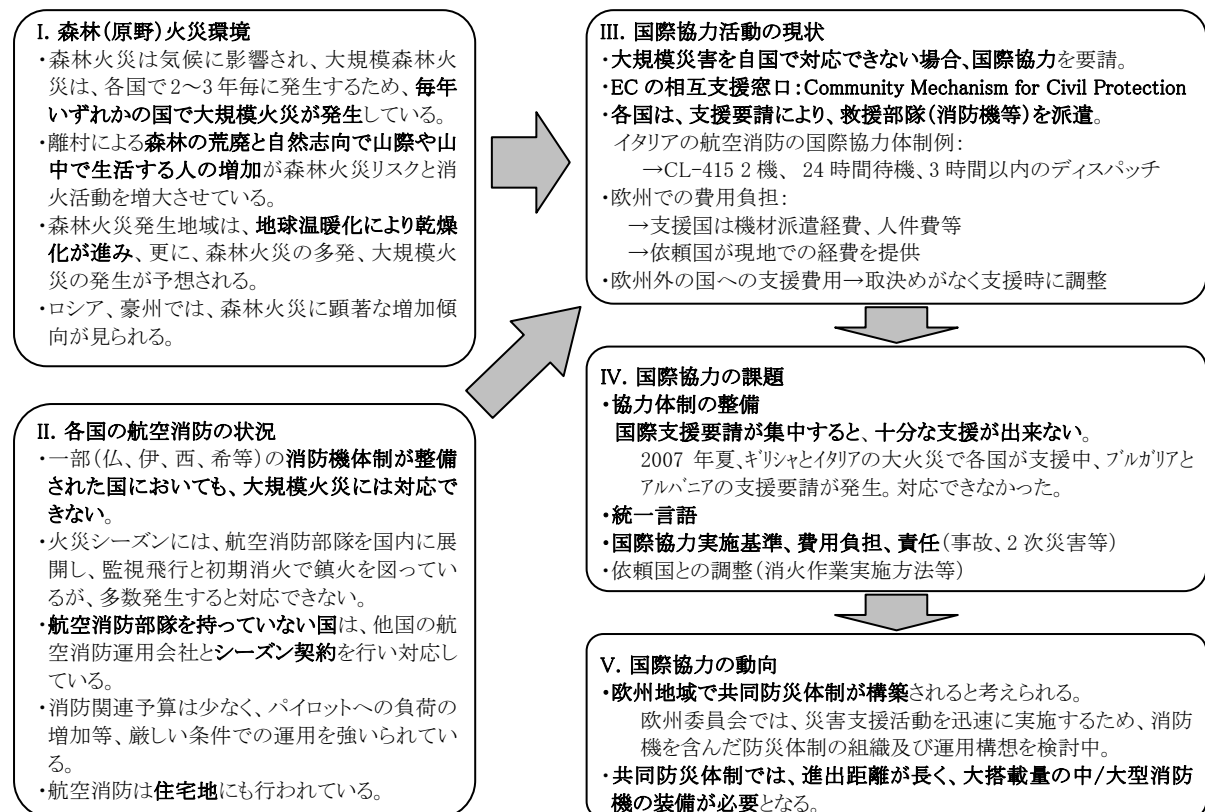 I. 森林(原野)火災環境
・森林火災は気候に影響され、大規模森林火
災は、各国で2～3年毎に発生するため、毎年
いずれかの国で大規模火災が発生している。
・離村による森林の荒廃と自然志向で山際や山
中で生活する人の増加が森林火災リスクと消
火活動を増大させている。
・森林火災発生地域は、地球温暖化により乾燥
化が進み、更に、森林火災の多発、大規模火
災の発生が予想される。
・ロシア、豪州では、森林火災に顕著な増加傾
向が見られる。
II. 各国の航空消防の状況
・一部(仏、伊、西、希等)の消防機体制が整備
された国においても、大規模火災には対応で
きない。
・火災シーズンには、航空消防部隊を国内に展
開し、監視飛行と初期消火で鎮火を図ってい
るが、多数発生すると対応できない。
・航空消防部隊を持っていない国は、他国の航
空消防運用会社とシーズン契約を行い対応し
ている。
・消防関連予算は少なく、パイロットへの負荷の
増加等、厳しい条件での運用を強いられてい
る。
・航空消防は住宅地にも行われている。
III. 国際協力活動の現状
・大規模災害を自国で対応できない場合、国際協力を要請。
・EC の相互支援窓口：Community Mechanism for Civil Protection
・各国は、支援要請により、救援部隊(消防機等)を派遣。
イタリアの航空消防の国際協力体制例：
→CL-415 2 機、 24 時間待機、3 時間以内のディスパッチ
・欧州での費用負担：
→支援国は機材派遣経費、人件費等
→依頼国が現地での経費を提供
・欧州外の国への支援費用→取決めがなく支援時に調整
IV. 国際協力の課題
・協力体制の整備
国際支援要請が集中すると、十分な支援が出来ない。
2007 年夏、ｷﾞﾘｼｬとイタリアの大火災で各国が支援中、ﾌﾞﾙｶﾞﾘｱと
ｱﾙﾊﾞﾆｱの支援要請が発生。対応できなかった。
・統一言語
・国際協力実施基準、費用負担、責任(事故、2 次災害等)
・依頼国との調整(消火作業実施方法等)
V. 国際協力の動向
・欧州地域で共同防災体制が構築されると考えられる。
欧州委員会では、災害支援活動を迅速に実施するため、消防
機を含んだ防災体制の組織及び運用構想を検討中。
・共同防災体制では、進出距離が長く、大搭載量の中/大型消防
機の装備が必要となる。